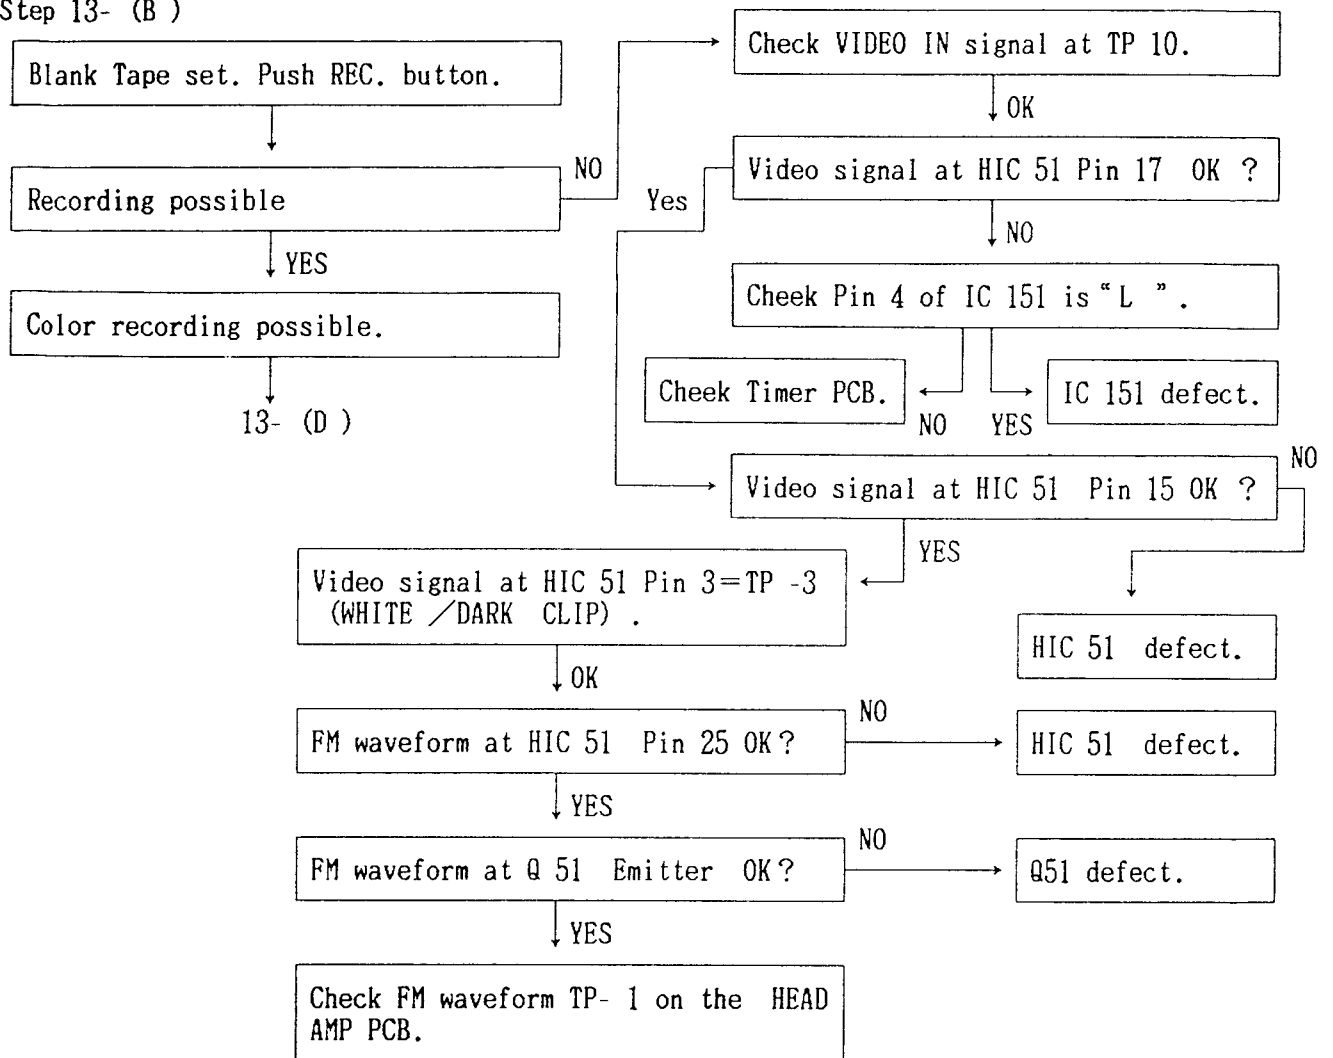 Step 13- (B )
Blank Tape set. Push REC. button.
Recording possible
NO
YES
Color recording possible.
13- (D )
Check VIDEO IN signal at TP 10.
OK
Video signal at HIC 51 Pin 17 OK ?
Yes
NO
Cheek Pin 4 of IC 151 is “L ”.
Cheek Timer PCB.
IC 151 defect.
NO YES
Video signal at HIC 51 Pin 15 OK ?
NO
YES
Video signal at HIC 51 Pin 3=TP -3
(WHITE /DARK CLIP) .
HIC 51 defect.
OK
FM waveform at HIC 51 Pin 25 OK?
NO
HIC 51 defect.
YES
FM waveform at Q 51 Emitter OK?
NO
Q51 defect.
YES
Check FM waveform TP- 1 on the HEAD
AMP PCB.